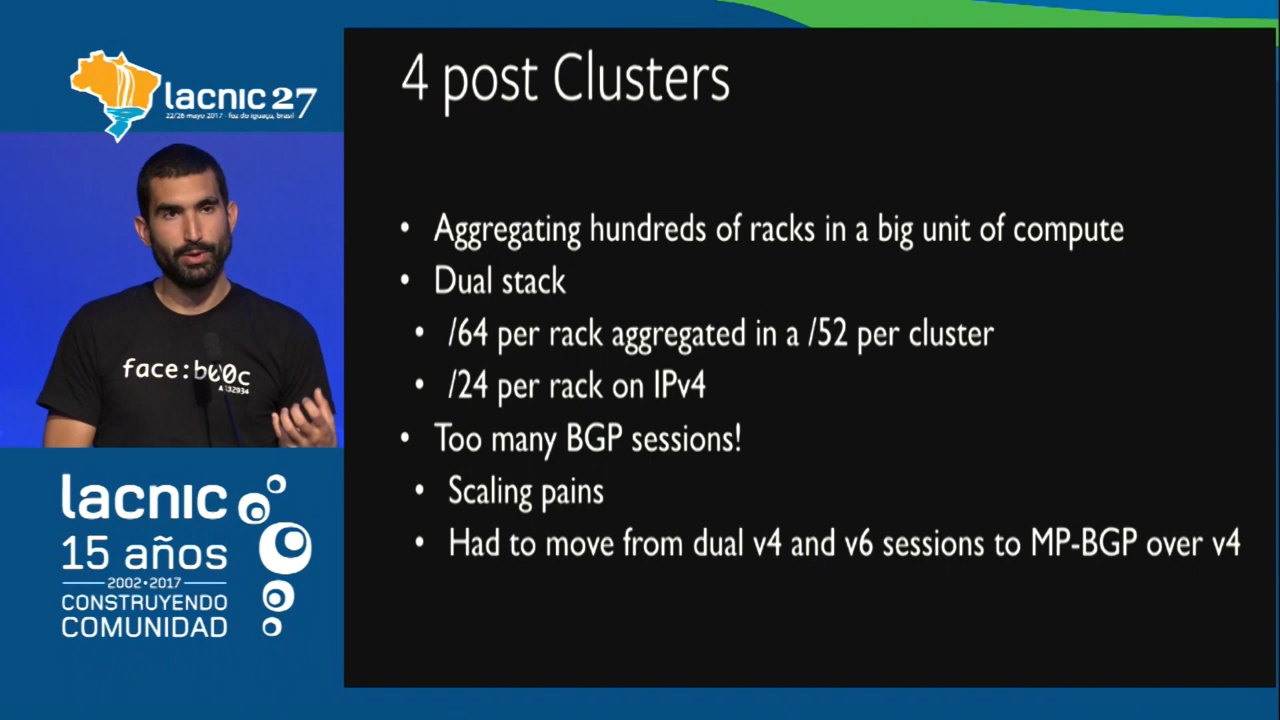 lacnic 27
22/26 mayo 2017 - foz do iguaçu, brasil
face:b00c
lacnic
15 años
2002•2017
CONSTRUYENDO
COMUNIDAD
4 post Clusters
• Aggregating hundreds of racks in a big unit of compute
• Dual stack
• /64 per rack aggregated in a /52 per cluster
• /24 per rack on IPv4
• Too many BGP sessions!
• Scaling pains
• Had to move from dual v4 and v6 sessions to MP-BGP over v4